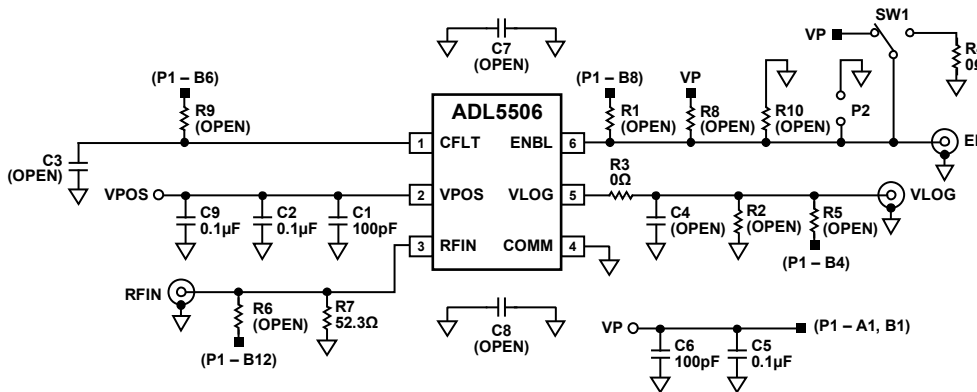 SW1
C7
(OPEN)
VP
(P1 – B6)
(P1 – B8)
VP
0Ω
R9
(OPEN)
ADL5506
R1
(OPEN)
R8
(OPEN)
R10
(OPEN)
P2
1
CFLT
ENBL
6
C3
(OPEN)
R3
0Ω
VPOS
2
VPOS
VLOG
5
VLOG
C9
0.1µF
C2
0.1µF
C1
100pF
C4
(OPEN)
R2
(OPEN)
R5
(OPEN)
3
RFIN
COMM
4
(P1 – B4)
RFIN
R6
(OPEN)
R7
52.3Ω
C8
(OPEN)
VP
(P1 – A1, B1)
(P1 – B12)
C6
100pF
C5
0.1µF